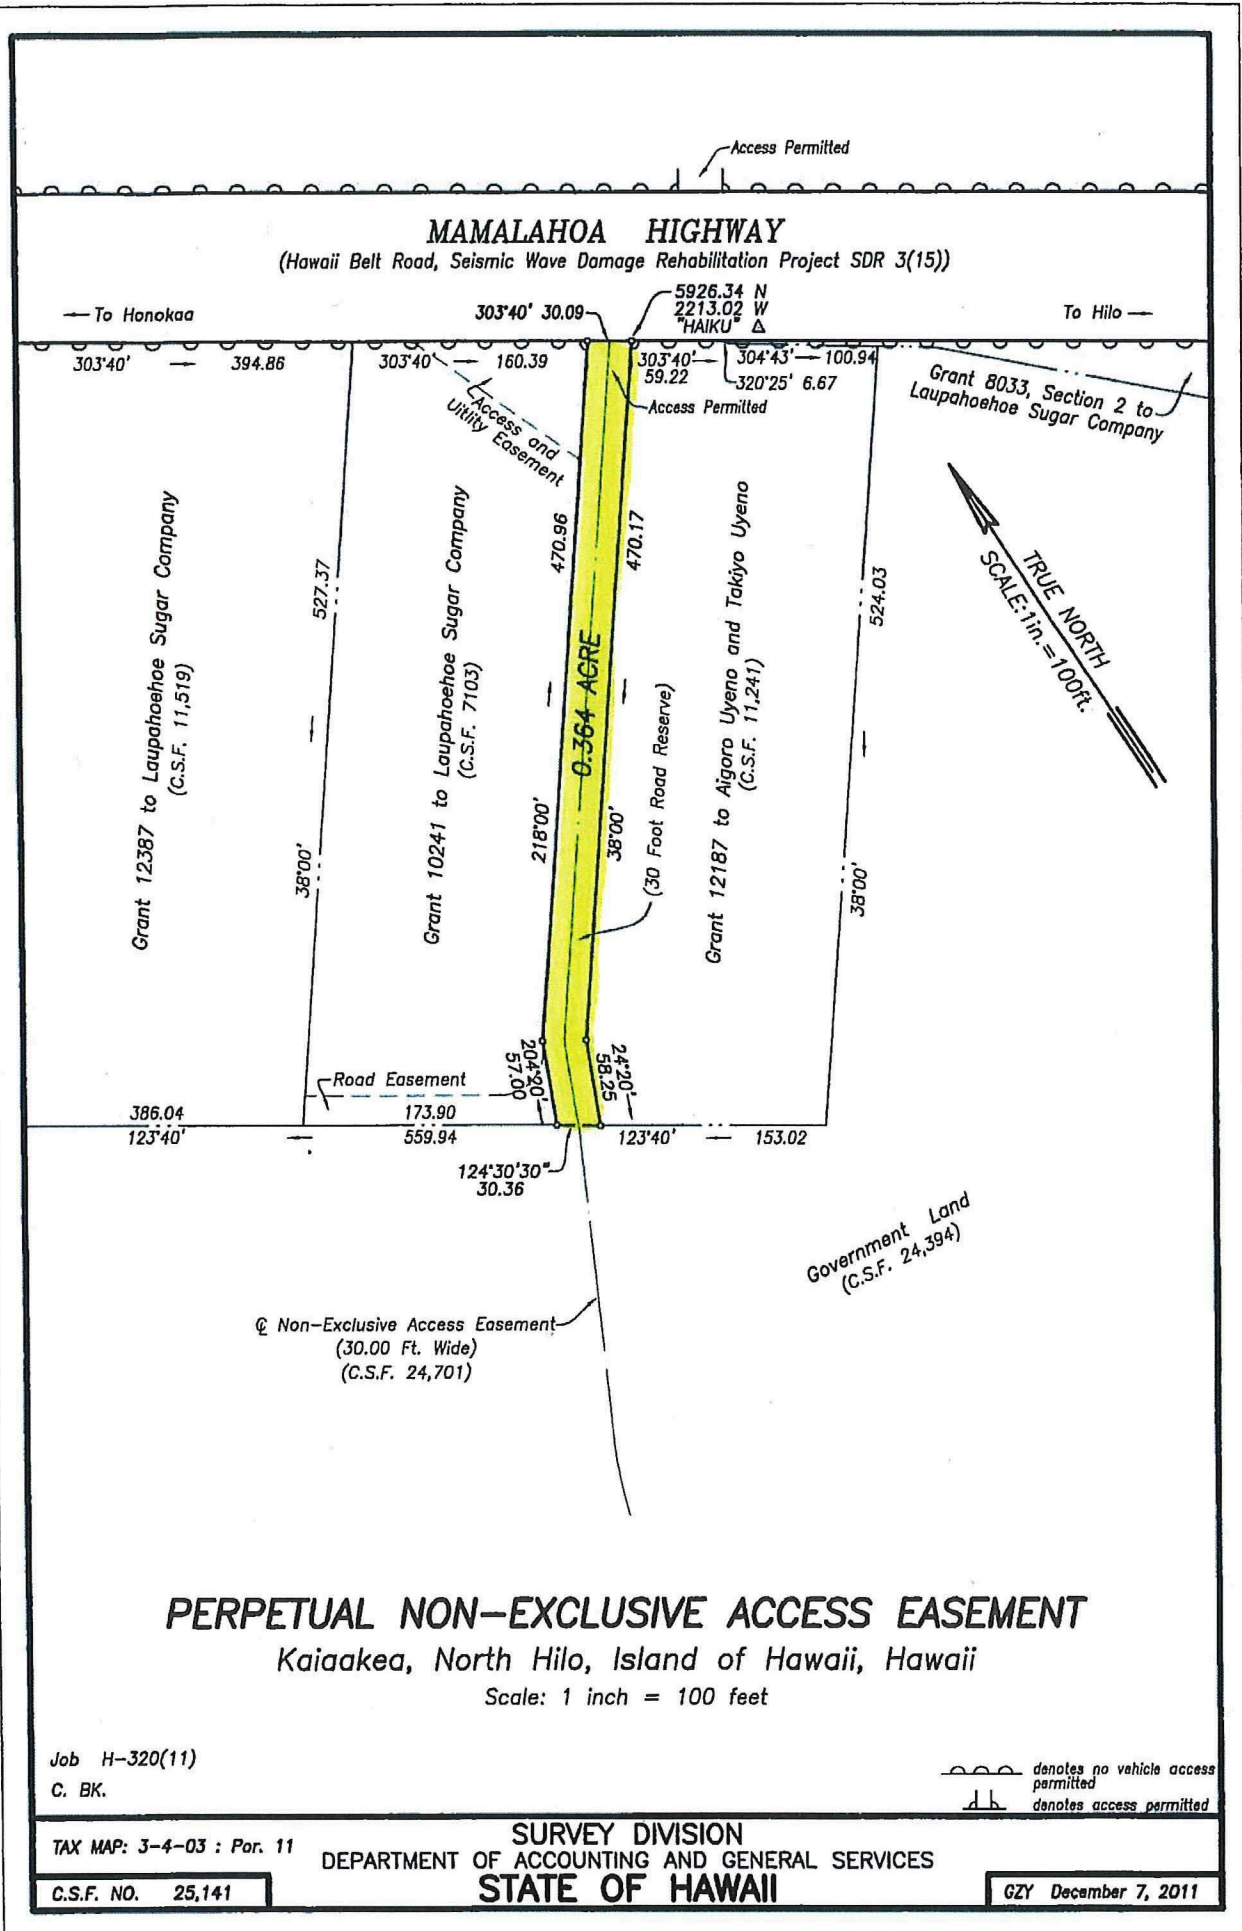 Access Permitted
MAMALAHOA HIGHWAY
(Hawaii Belt Road, Seismic Wave Damage Rehabilitation Project SDR 3(15))
5926.34 N
2213.02 W
"HAIKU" Δ
← To Honokaa
303°40' 30.09
To Hilo →
303°40' → 394.86
303°40' → 160.39
303°40' →
59.22
304°43' → 100.94
320°25' 6.67
Access Permitted
Access and
Uitlity Easement
Grant 8033, Section 2 to
Laupahoehoe Sugar Company
TRUE NORTH
SCALE:1in.=100ft.
Grant 12387 to Laupahoehoe Sugar Company
(C.S.F. 11,519)
527.37
38°00'
Grant 10241 to Laupahoehoe Sugar Company
(C.S.F. 7103)
470.96
218°00'
0.364 ACRE
470.17
38°00'
(30 Foot Road Reserve)
Grant 12187 to Aigoro Uyeno and Takiyo Uyeno
(C.S.F. 11,241)
524.03
38°00'
204°20'
57.00
24°20'
58.25
Road Easement
386.04
173.90
123°40'
559.94
123°40' → 153.02
124°30'30"
30.36
Government Land
(C.S.F. 24,394)
℄ Non-Exclusive Access Easement
(30.00 Ft. Wide)
(C.S.F. 24,701)
PERPETUAL NON-EXCLUSIVE ACCESS EASEMENT
Kaiaakea, North Hilo, Island of Hawaii, Hawaii
Scale: 1 inch = 100 feet
Job H-320(11)
C. BK.
denotes no vehicle access
permitted
denotes access permitted
TAX MAP: 3-4-03 : Por. 11
SURVEY DIVISION
DEPARTMENT OF ACCOUNTING AND GENERAL SERVICES
STATE OF HAWAII
C.S.F. NO. 25,141
GZY December 7, 2011